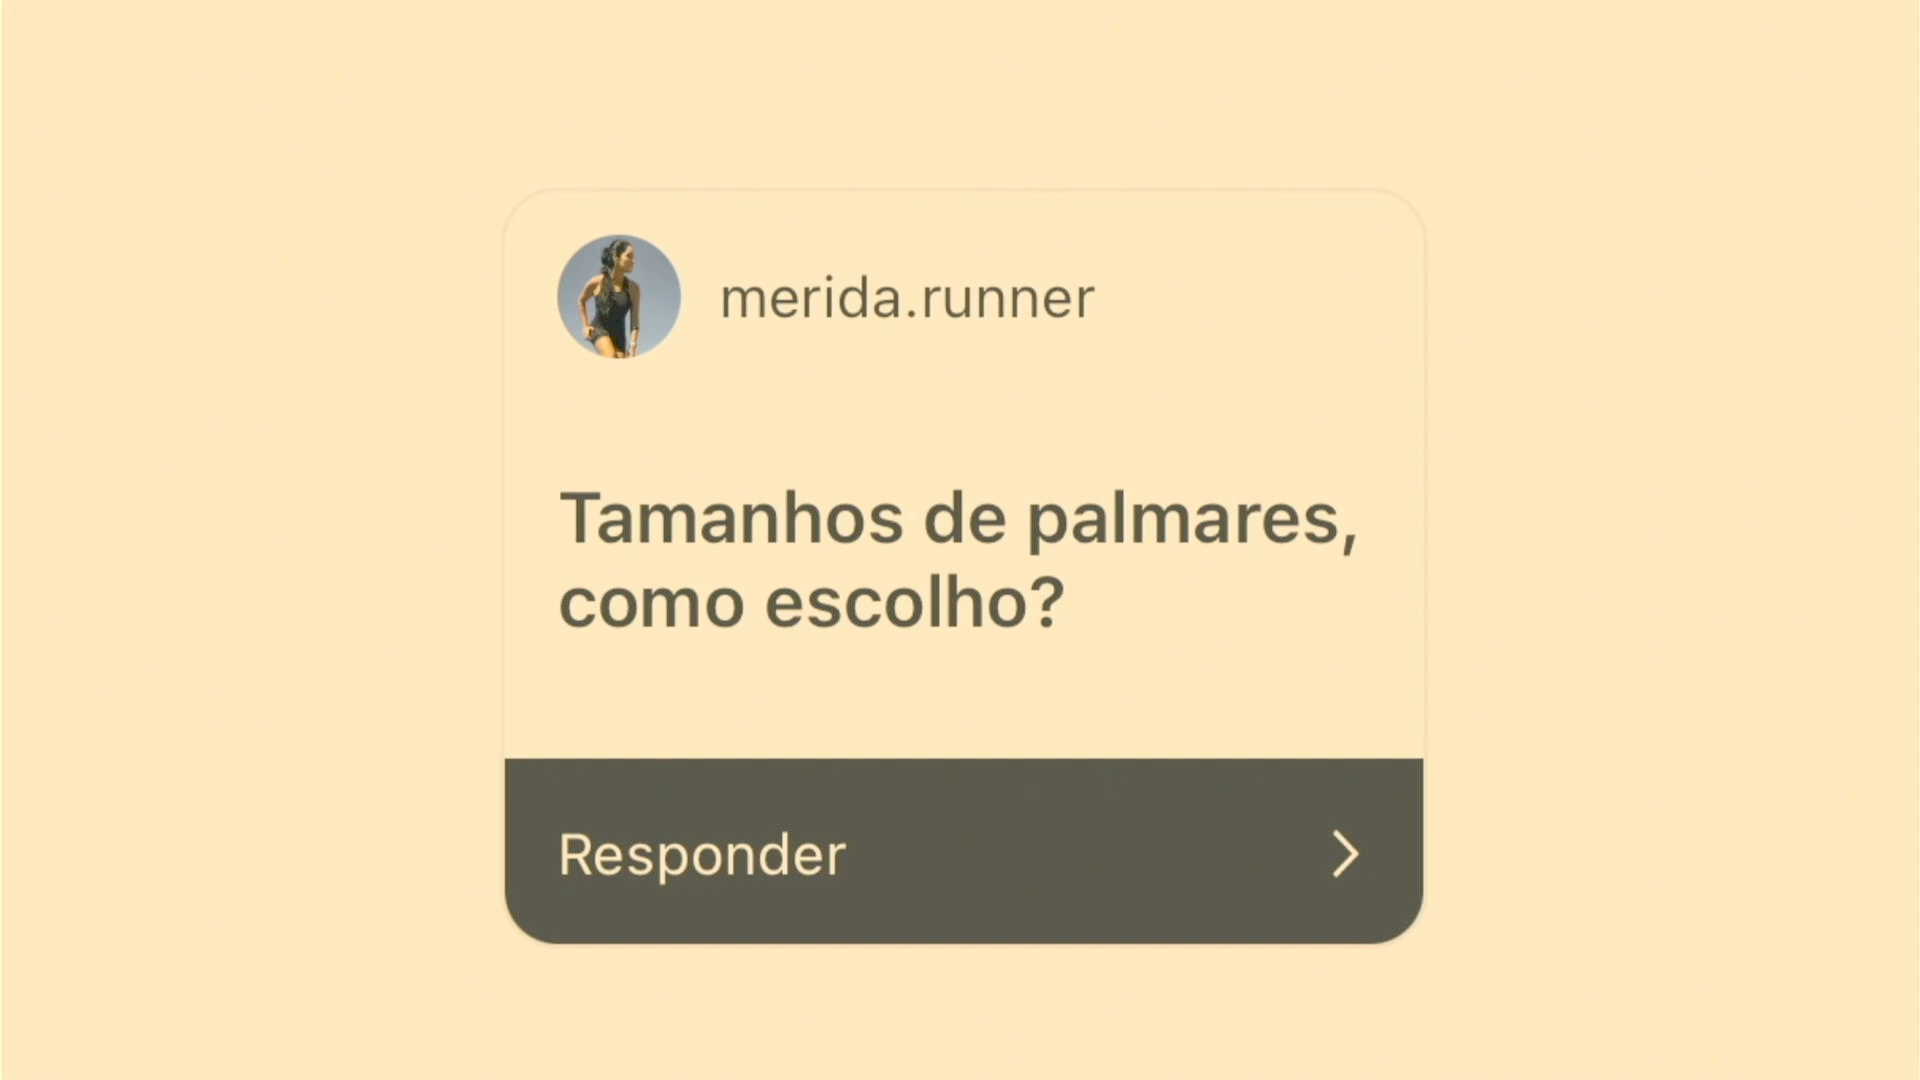 merida.runner
Tamanhos de palmares,
como escolho?
Responder